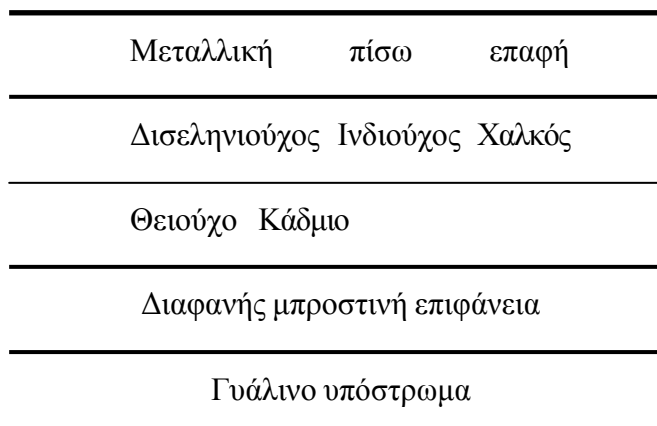 Μεταλλική πίσω επαφή
Δισεληνιούχος Ινδιούχος Χαλκός
Θειούχο Κάδμιο
Διαφανής μπροστινή επιφάνεια
Γυάλινο υπόστρωμα